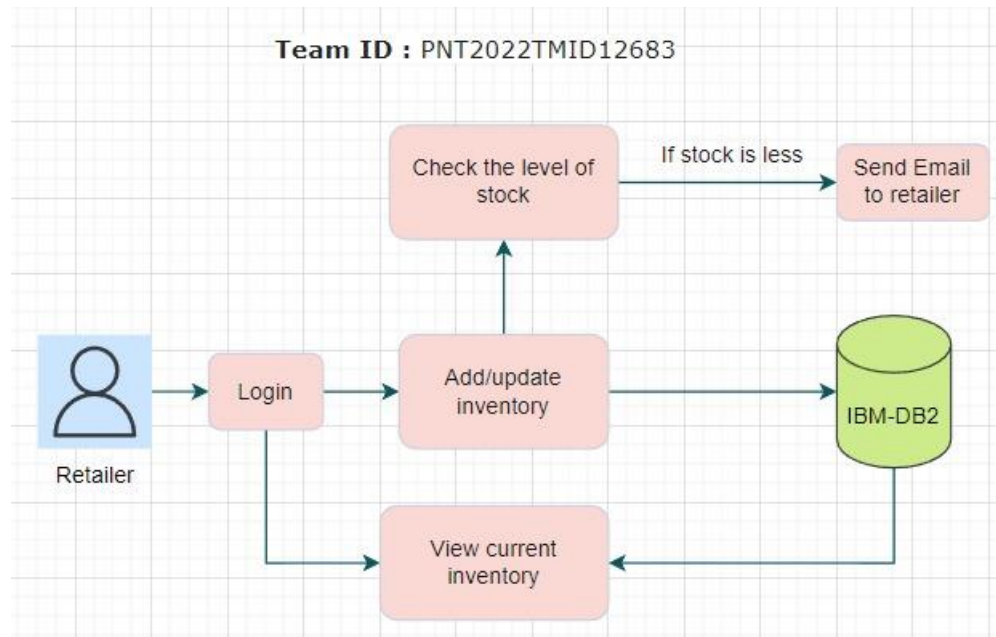 Team ID : PNT2022TMID12683
Check the level of
stock
If stock is less
Send Email
to retailer
Login
Add/update
inventory
IBM-DB2
Retailer
View current
inventory